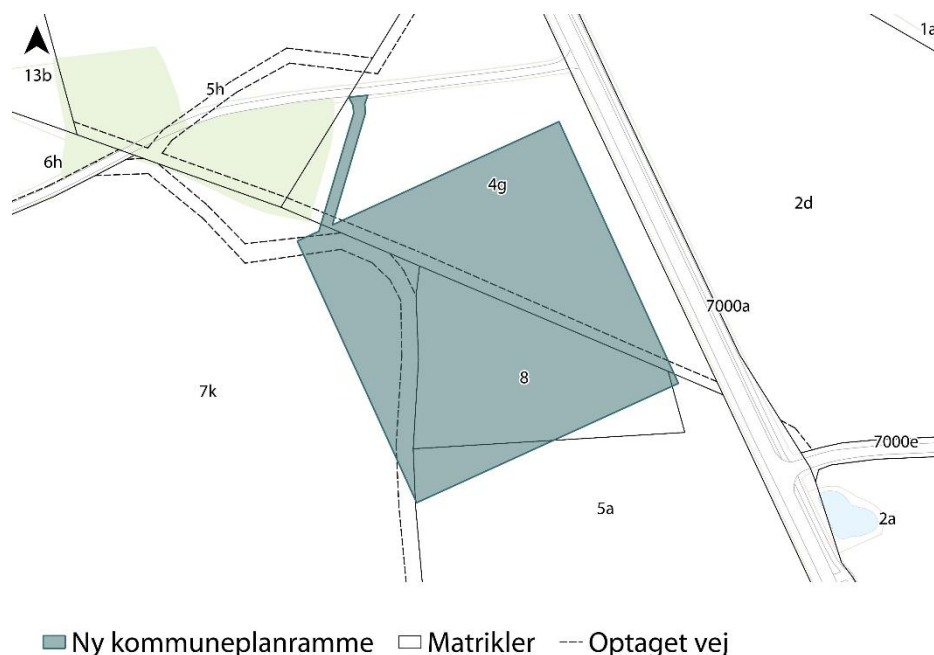 1a
13b
5h
6h
4g
2d
7000a
8
7k
7000e
5a
2a
Ny kommuneplanramme Matrikler Optaget vej